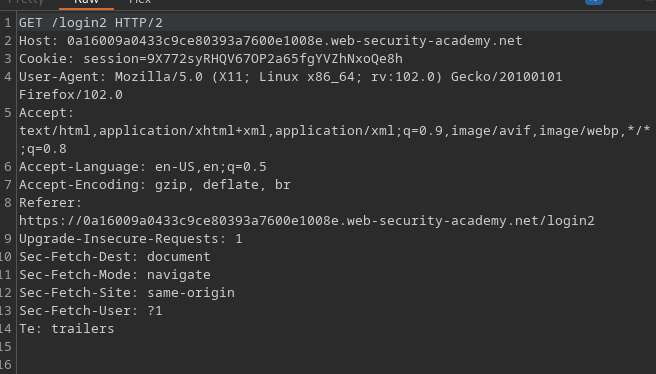 Pretty Raw Hex
1 GET /login2 HTTP/2
2 Host: 0a16009a0433c9ce80393a7600e1008e.web-security-academy.net
3 Cookie: session=9X772syRHQV67OP2a65fgYVZhNxoQe8h
4 User-Agent: Mozilla/5.0 (X11; Linux x86_64; rv:102.0) Gecko/20100101
Firefox/102.0
5 Accept:
text/html,application/xhtml+xml,application/xml;q=0.9,image/avif,image/webp,*/*
;q=0.8
6 Accept-Language: en-US,en;q=0.5
7 Accept-Encoding: gzip, deflate, br
8 Referer:
https://0a16009a0433c9ce80393a7600e1008e.web-security-academy.net/login2
9 Upgrade-Insecure-Requests: 1
10 Sec-Fetch-Dest: document
11 Sec-Fetch-Mode: navigate
12 Sec-Fetch-Site: same-origin
13 Sec-Fetch-User: ?1
14 Te: trailers
15
16